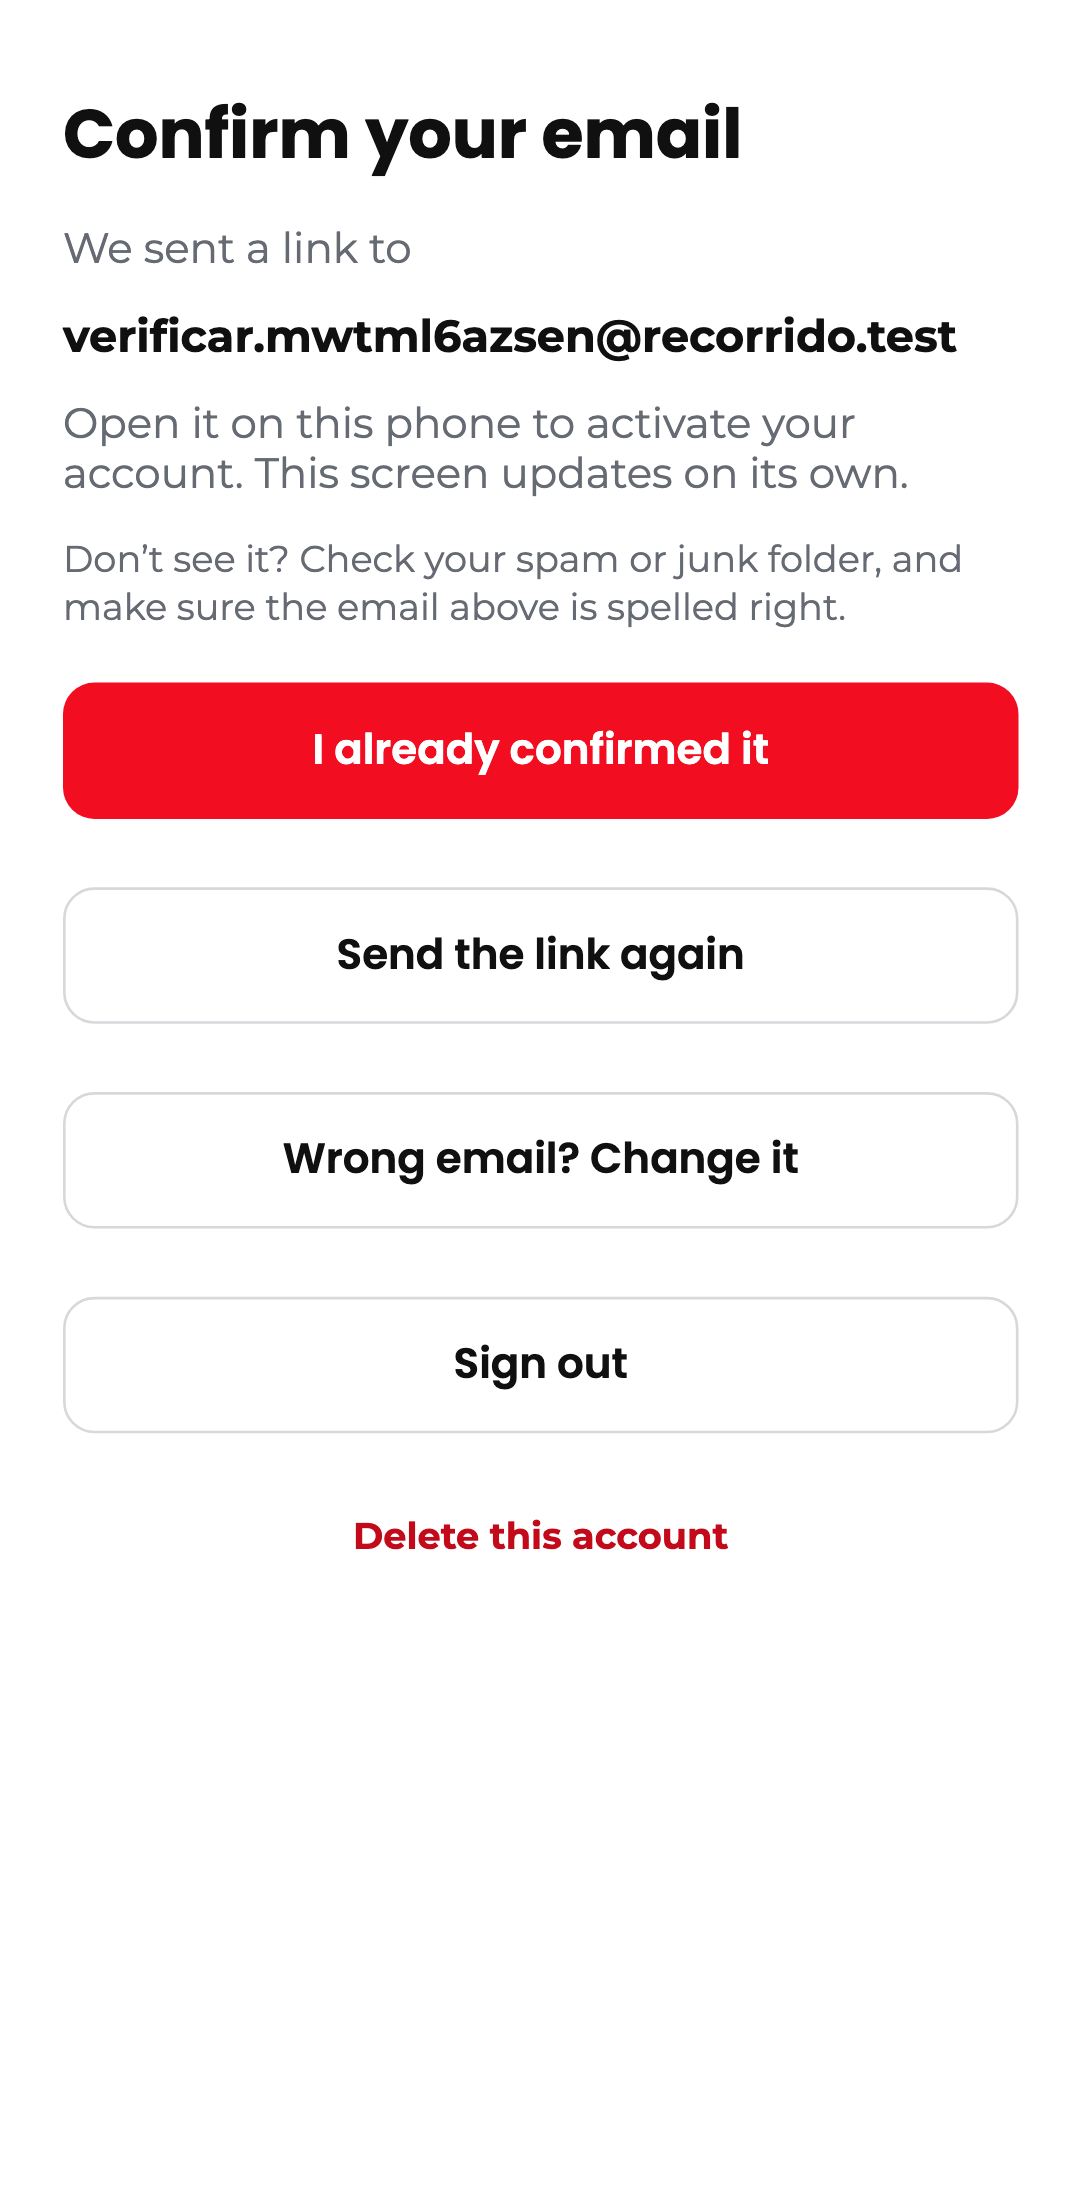 Confirm your email
We sent a link to
verificar.mwtml6azsen@recorrido.test
Open it on this phone to activate your
account. This screen updates on its own.
Don’t see it? Check your spam or junk folder, and
make sure the email above is spelled right.
I already confirmed it
Send the link again
Wrong email? Change it
Sign out
Delete this account